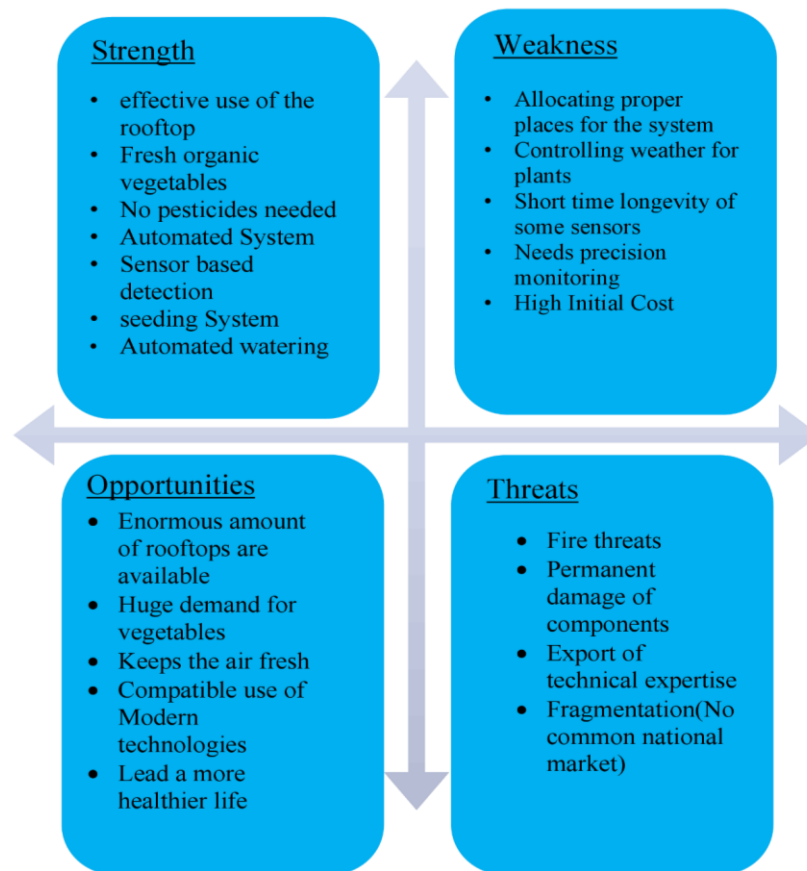 Strength
• effective use of the
rooftop
• Fresh organic
vegetables
• No pesticides needed
• Automated System
• Sensor based
detection
• seeding System
• Automated watering
Weakness
• Allocating proper
places for the system
• Controlling weather for
plants
• Short time longevity of
some sensors
• Needs precision
monitoring
• High Initial Cost
Opportunities
• Enormous amount
of rooftops are
available
• Huge demand for
vegetables
• Keeps the air fresh
• Compatible use of
Modern
technologies
• Lead a more
healthier life
Threats
• Fire threats
• Permanent
damage of
components
• Export of
technical expertise
• Fragmentation(No
common national
market)